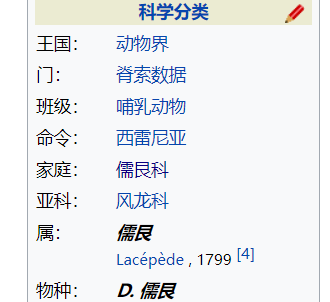 科学分类
王国： 动物界
门： 脊索数据
班级： 哺乳动物
命令： 西雷尼亚
家庭： 儒艮科
亚科： 风龙科
属： 儒艮
Lacépède , 1799 [4]
物种： D. 儒艮